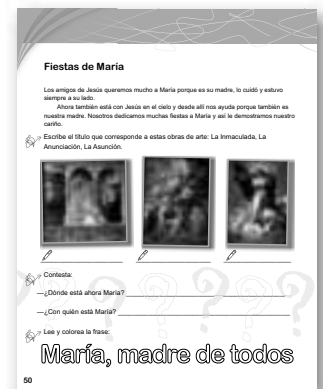 Fiestas de María
Los amigos de Jesús queremos mucho a María porque es su madre, lo cuidó y estuvo
siempre a su lado.
Ahora también está con Jesús en el cielo y desde allí nos ayuda porque también es
nuestra madre. Nosotros dedicamos muchas fiestas a María y así le demostramos nuestro
cariño.
Escribe el título que corresponde a estas obras de arte: La Inmaculada, La
Anunciación, La Asunción.
Contesta:
—¿Dónde está ahora María?
—¿Con quién está María?
Lee y colorea la frase:
María, madre de todos
50